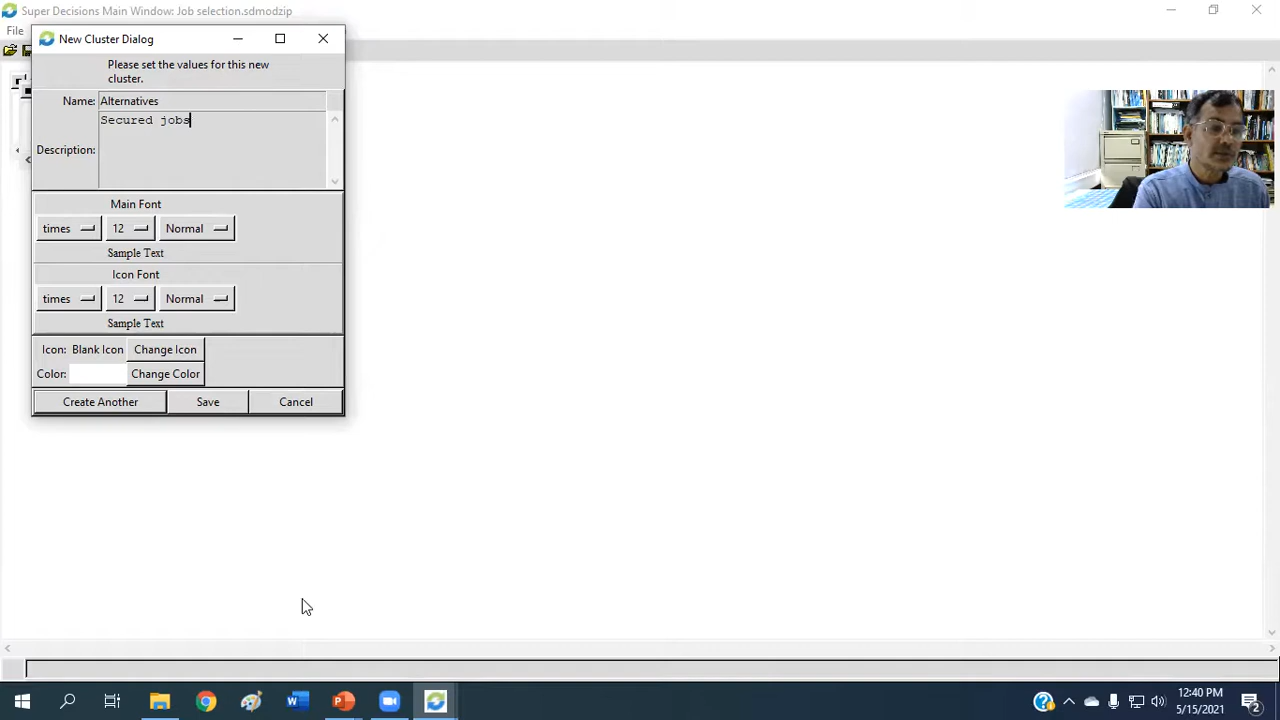 Super Decisions Main Window: Job selection.sdmodzip
File
New Cluster Dialog
Please set the values for this new
cluster.
Name: Alternatives
Secured jobs
Description:
Main Font
times 12 Normal
Sample Text
Icon Font
times 12 Normal
Sample Text
Icon: Blank Icon Change Icon
Color: Change Color
Create Another Save Cancel
12:40 PM
5/15/2021
2